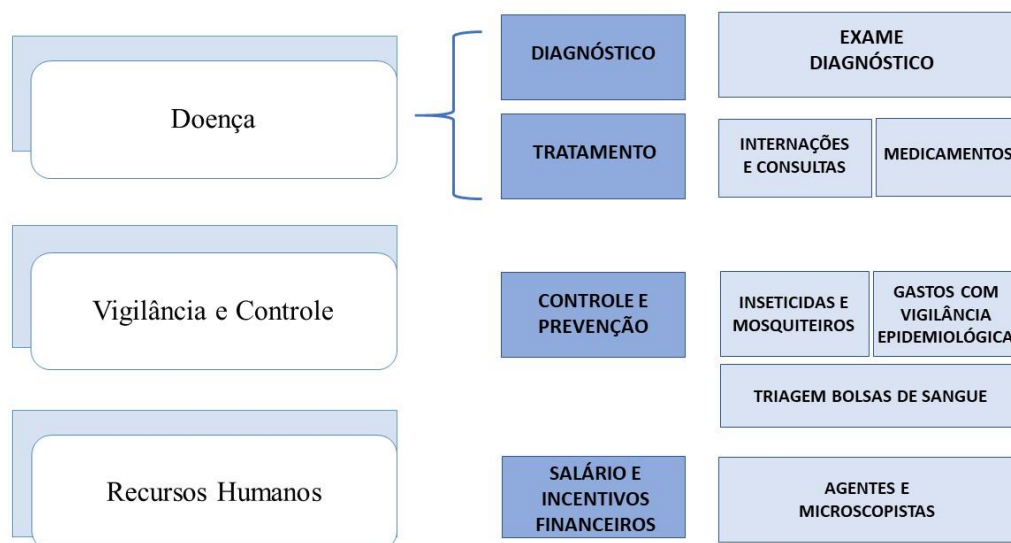 Doença
DIAGNÓSTICO
EXAME
DIAGNÓSTICO
TRATAMENTO
INTERNAÇÕES
E CONSULTAS
MEDICAMENTOS
Vigilância e Controle
CONTROLE E
PREVENÇÃO
INSETICIDAS E
MOSQUITEIROS
GASTOS COM
VIGILÂNCIA
EPIDEMIOLÓGICA
TRIAGEM BOLSAS DE SANGUE
Recursos Humanos
SALÁRIO E
INCENTIVOS
FINANCEIROS
AGENTES E
MICROSCOPISTAS